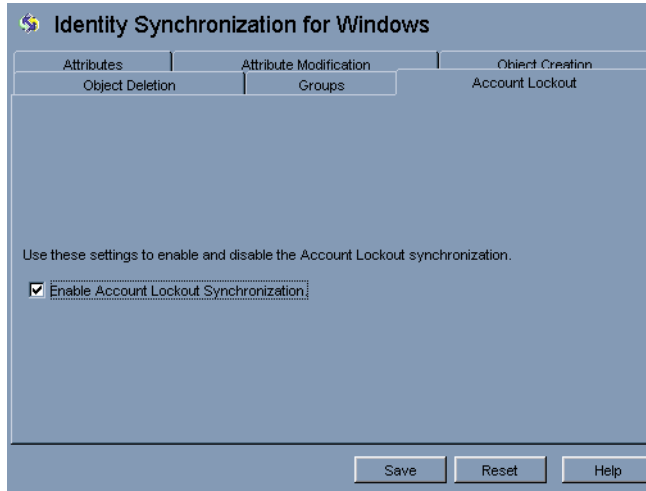 Identity Synchronization for Windows
Attributes
Attribute Modification
Object Creation
Object Deletion
Groups
Account Lockout
Use these settings to enable and disable the Account Lockout synchronization.
Enable Account Lockout Synchronization.
Save
Reset
Help